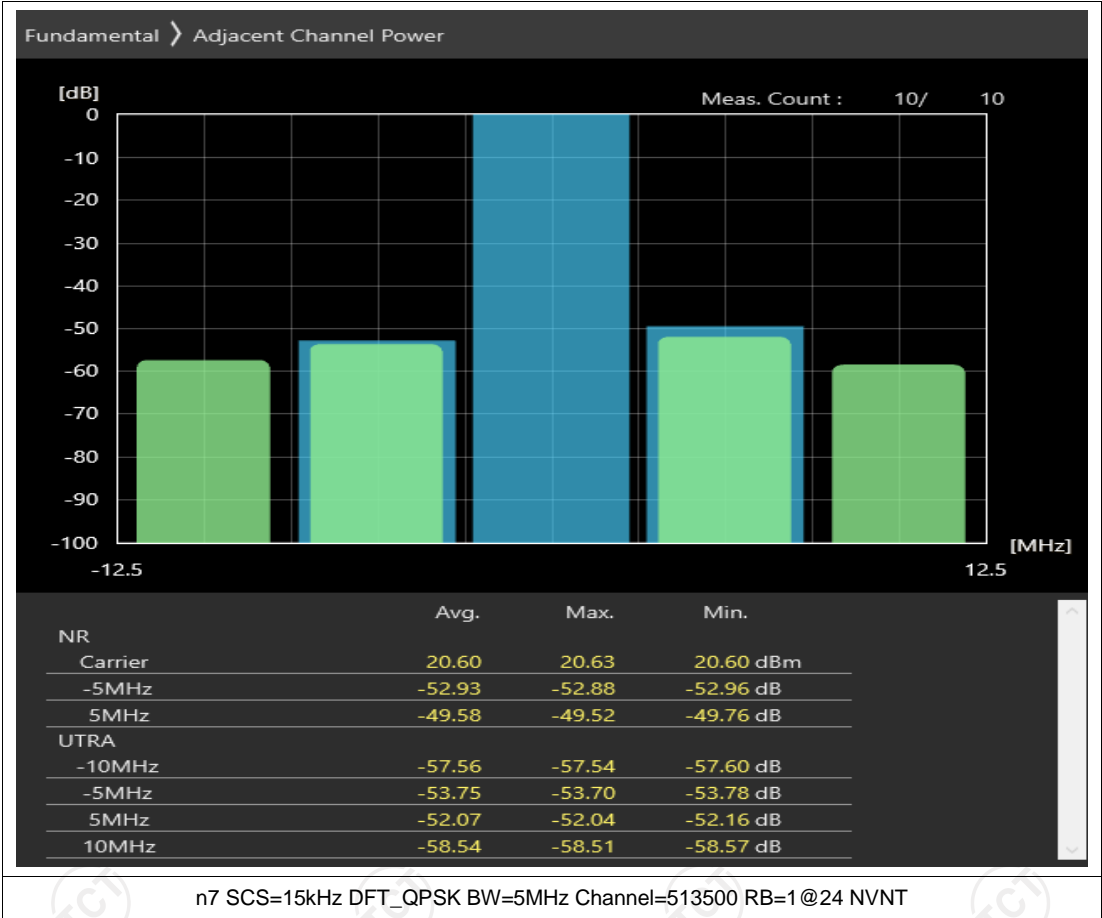 Fundamental 〉 Adjacent Channel Power
[dB]
Meas. Count : 10/ 10
0
-10
-20
-30
-40
-50
-60
-70
-80
-90
-100
[MHz]
-12.5 12.5
Avg. Max. Min.
NR
Carrier 20.60 20.63 20.60 dBm
-5MHz -52.93 -52.88 -52.96 dB
5MHz -49.58 -49.52 -49.76 dB
UTRA
-10MHz -57.56 -57.54 -57.60 dB
-5MHz -53.75 -53.70 -53.78 dB
5MHz -52.07 -52.04 -52.16 dB
10MHz -58.54 -58.51 -58.57 dB
n7 SCS=15kHz DFT_QPSK BW=5MHz Channel=513500 RB=1@24 NVNT
TCT TCT TCT TCT TCT